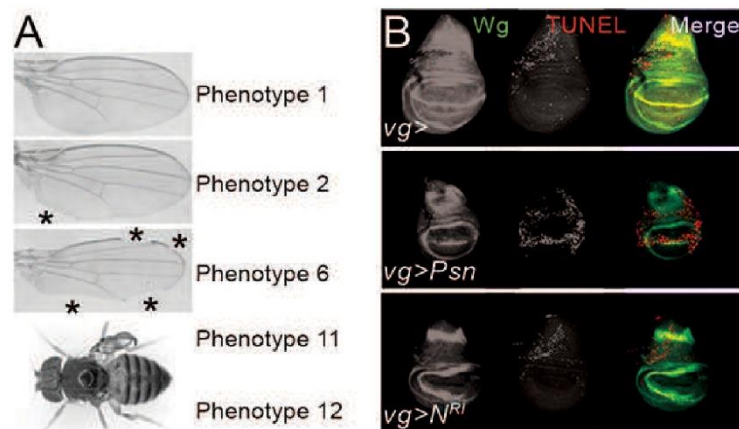 A
Phenotype 1
Phenotype 2
*
* *
Phenotype 6
* *
Phenotype 11
Phenotype 12
B
Wg TUNEL Merge
vg>
vg>Psn
vg>N^RI